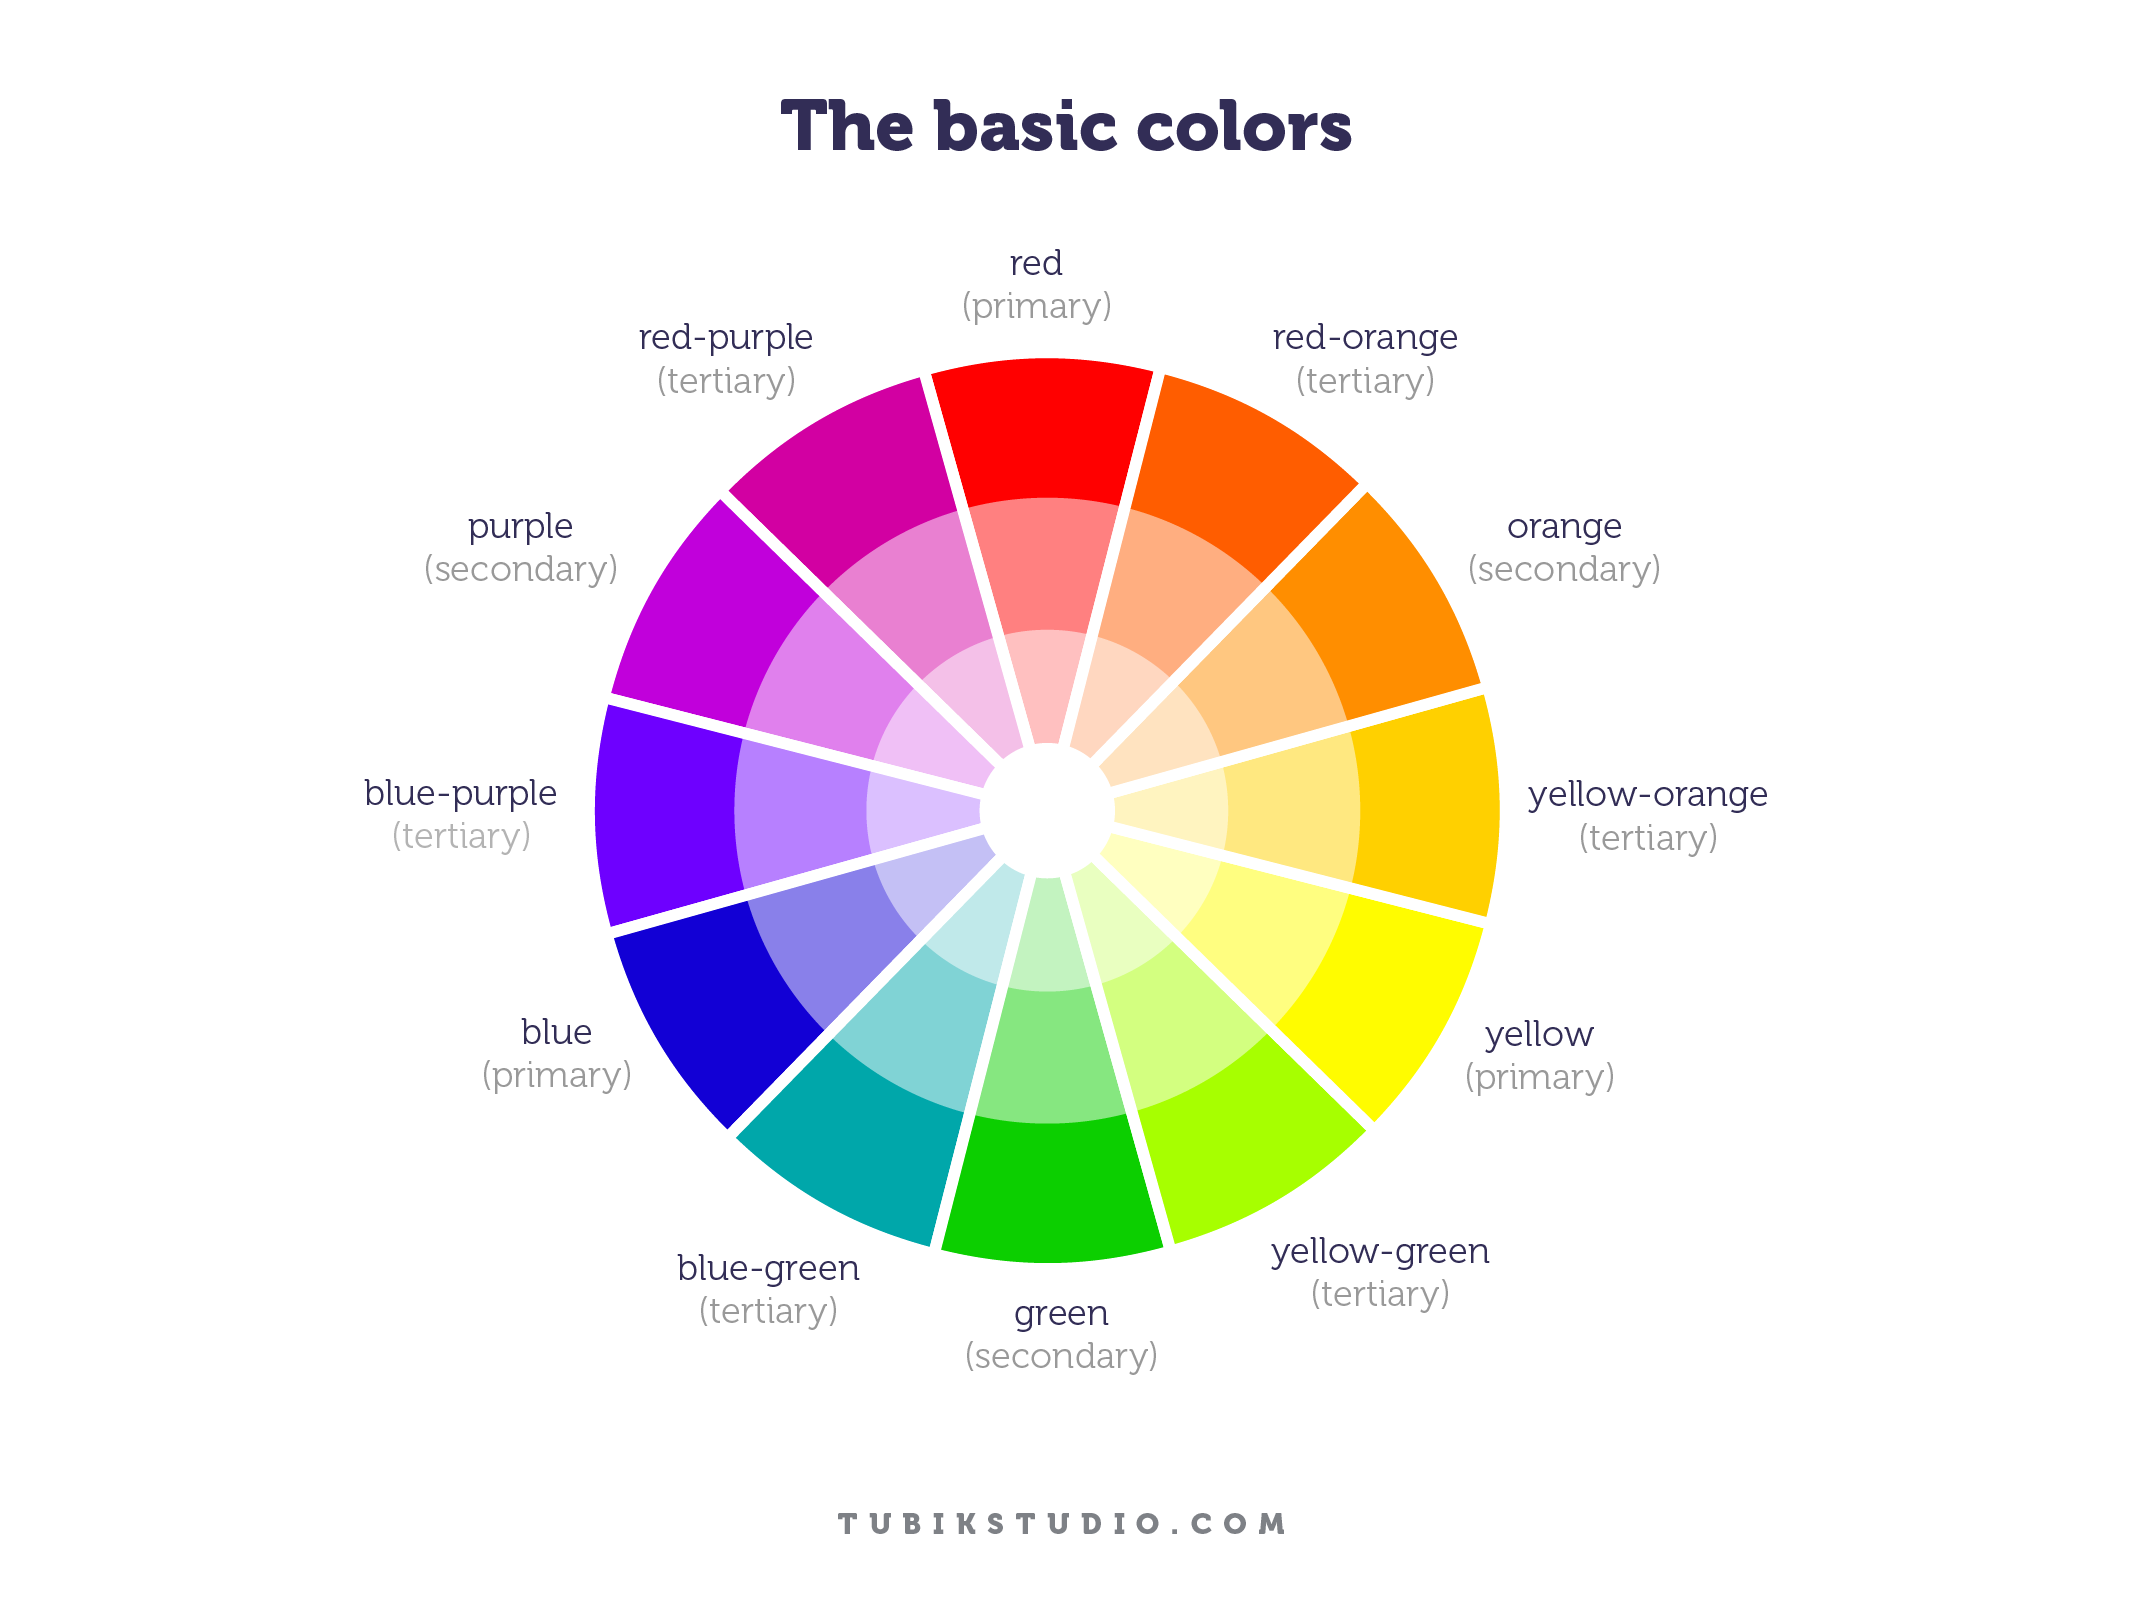 The basic colors
red
(primary)
red-orange
(tertiary)
orange
(secondary)
yellow-orange
(tertiary)
yellow
(primary)
yellow-green
(tertiary)
green
(secondary)
blue-green
(tertiary)
blue
(primary)
blue-purple
(tertiary)
purple
(secondary)
red-purple
(tertiary)
TUBIKSTUDIO.COM